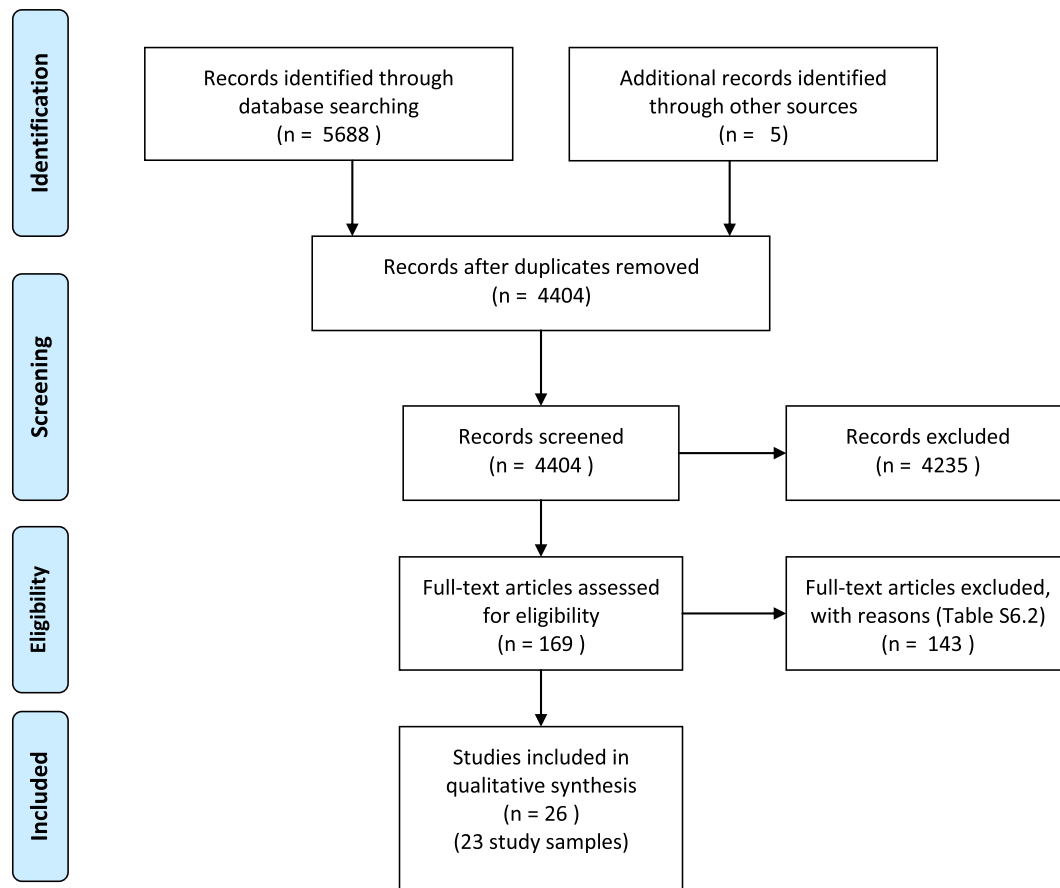 Identification
Records identified through
database searching
(n =  5688 )
Additional records identified
through other sources
(n =   5)
Records after duplicates removed
(n =  4404)
Screening
Records screened
(n =  4404 )
Records excluded
(n =  4235 )
Eligibility
Full-text articles assessed
for eligibility
(n = 169 )
Full-text articles excluded,
with reasons (Table S6.2)
(n =  143 )
Included
Studies included in
qualitative synthesis
(n = 26 )
(23 study samples)